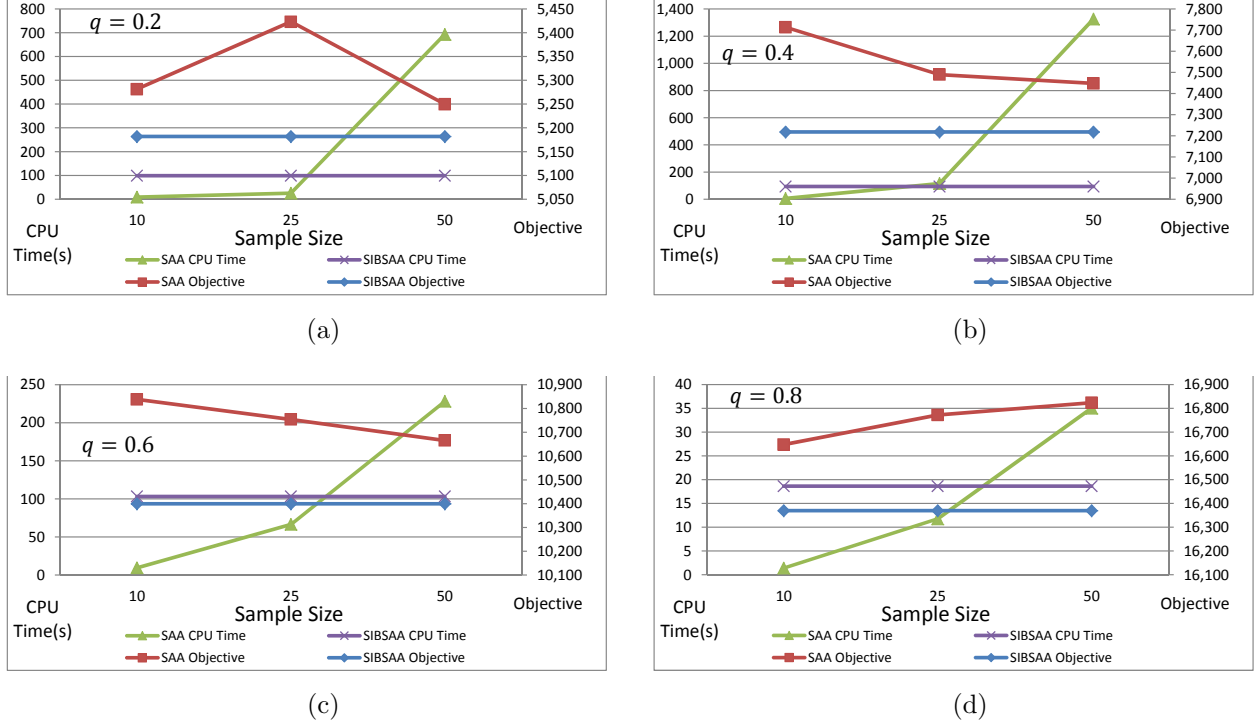 800 5,450
q = 0.2
700 5,400
600 5,350
500 5,300
400 5,250
300 5,200
200 5,150
100 5,100
0 5,050
10 25 50
CPU Time(s)
Sample Size
Objective
SAA CPU Time SIBSAA CPU Time
SAA Objective SIBSAA Objective
(a)
1,400 7,800
1,200 7,700
q = 0.4
7,600
1,000 7,500
800 7,400
7,300
600 7,200
400 7,100
200 7,000
0 6,900
10 25 50
CPU Time(s)
Sample Size
Objective
SAA CPU Time SIBSAA CPU Time
SAA Objective SIBSAA Objective
(b)
250 10,900
10,800
200 10,700
q = 0.6
150 10,600
10,500
100 10,400
10,300
50 10,200
0 10,100
10 25 50
CPU Time(s)
Sample Size
Objective
SAA CPU Time SIBSAA CPU Time
SAA Objective SIBSAA Objective
(c)
40 16,900
q = 0.8
35 16,800
30 16,700
25 16,600
20 16,500
15 16,400
10 16,300
5 16,200
0 16,100
10 25 50
CPU Time(s)
Sample Size
Objective
SAA CPU Time SIBSAA CPU Time
SAA Objective SIBSAA Objective
(d)